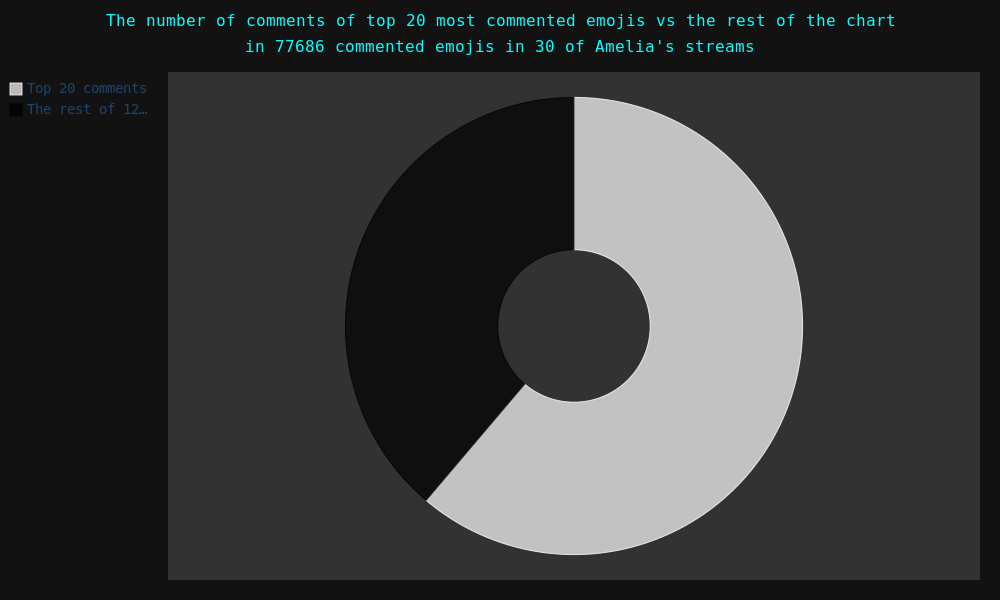 The number of comments of top 20 most commented emojis vs the rest of the chart
in 77686 commented emojis in 30 of Amelia's streams
Top 20 comments
The rest of 12…